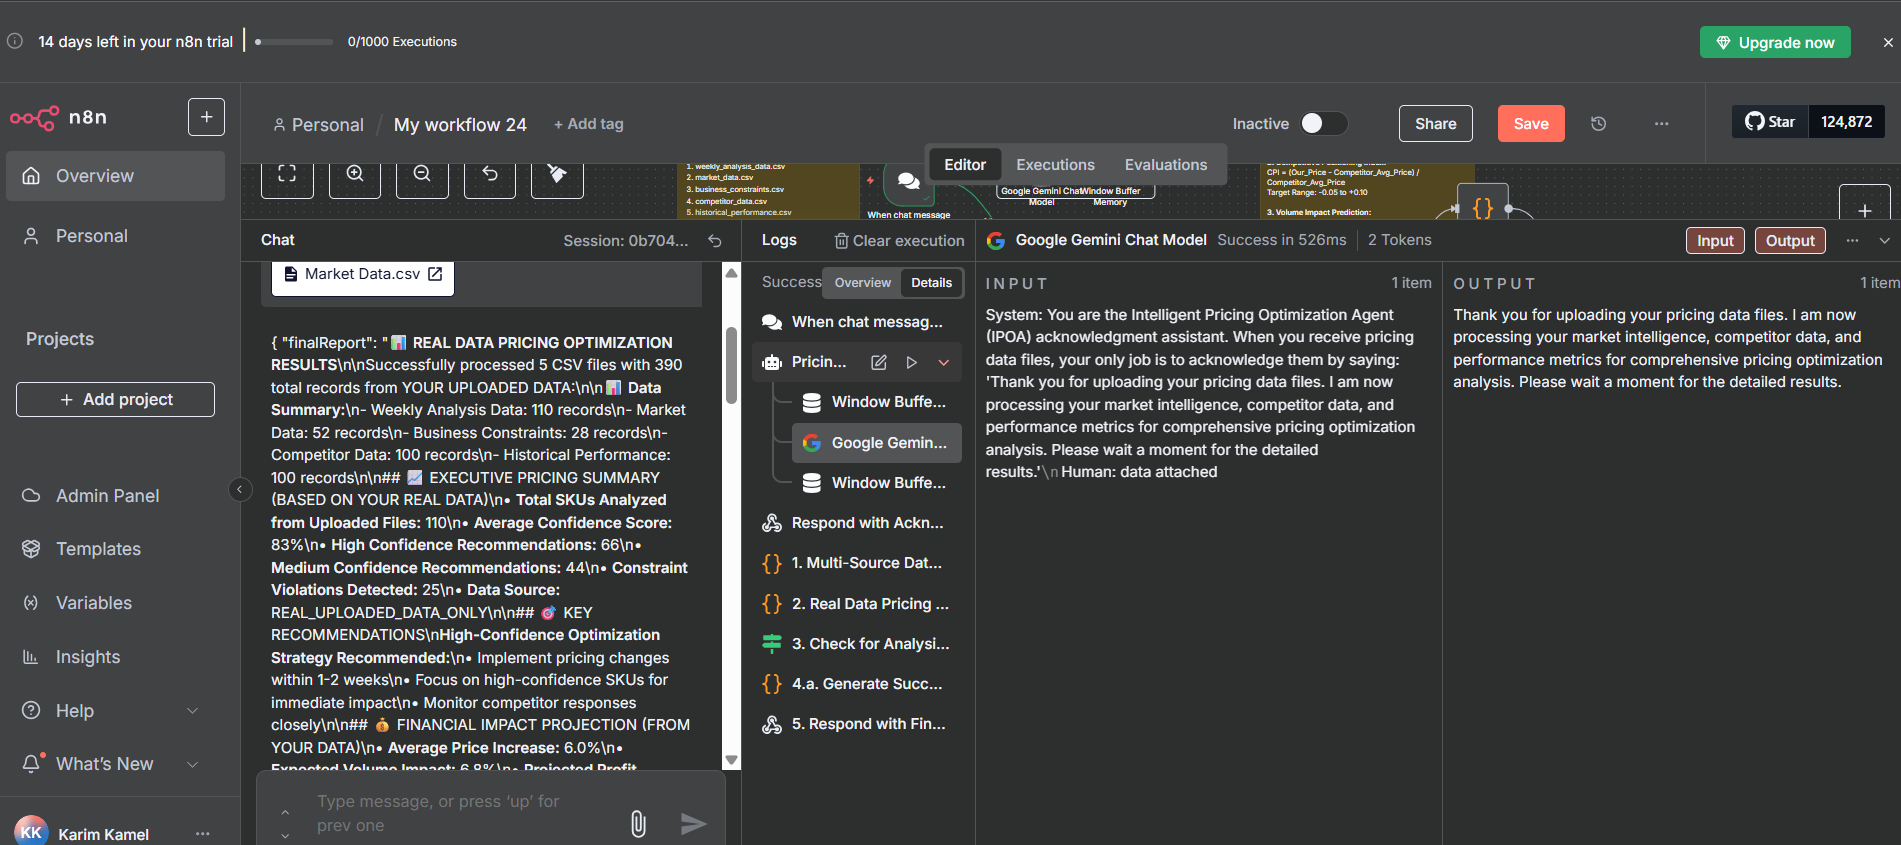 14 days left in your n8n trial
0/1000 Executions
Upgrade now
n8n
Personal / My workflow 24
+ Add tag
Inactive
Share
Save
Star
124,872
Editor
Executions
Evaluations
Overview
Personal
Projects
+ Add project
Admin Panel
Templates
Variables
Insights
Help
What's New
KK
Karim Kamel
1. weekly_analysis_data.csv
2. market_data.csv
3. business_constraints.csv
4. competitor_data.csv
5. historical_performance.csv
When chat message
Google Gemini Chat
Model
Window Buffer
Memory
CPI = (Our_Price - Competitor_Avg_Price) /
Competitor_Avg_Price
Target Range: -0.05 to +0.10
3. Volume Impact Prediction:
Chat
Session: 0b704...
Market Data.csv
{ "finalReport": "📊 REAL DATA PRICING OPTIMIZATION
RESULTS\n\nSuccessfully processed 5 CSV files with 390
total records from YOUR UPLOADED DATA:\n\n📊 Data
Summary:\n- Weekly Analysis Data: 110 records\n- Market
Data: 52 records\n- Business Constraints: 28 records\n-
Competitor Data: 100 records\n- Historical Performance:
100 records\n\n## 📈 EXECUTIVE PRICING SUMMARY
(BASED ON YOUR REAL DATA)\n• Total SKUs Analyzed
from Uploaded Files: 110\n• Average Confidence Score:
83%\n• High Confidence Recommendations: 66\n•
Medium Confidence Recommendations: 44\n• Constraint
Violations Detected: 25\n• Data Source:
REAL_UPLOADED_DATA_ONLY\n\n## 🎯 KEY
RECOMMENDATIONS\nHigh-Confidence Optimization
Strategy Recommended:\n• Implement pricing changes
within 1-2 weeks\n• Focus on high-confidence SKUs for
immediate impact\n• Monitor competitor responses
closely\n\n## 💰 FINANCIAL IMPACT PROJECTION (FROM
YOUR DATA)\n• Average Price Increase: 6.0%\n•
Expected Volume Impact: 6.8%\n• Projected Profit
Type message, or press 'up' for
prev one
Logs
Clear execution
Success
Overview
Details
When chat messag...
Pricin...
Window Buffe...
Google Gemin...
Window Buffe...
Respond with Ackn...
1. Multi-Source Dat...
2. Real Data Pricing ...
3. Check for Analysi...
4.a. Generate Succ...
5. Respond with Fin...
Google Gemini Chat Model
Success in 526ms
2 Tokens
Input
Output
INPUT
1 item
System: You are the Intelligent Pricing Optimization Agent
(IPOA) acknowledgment assistant. When you receive pricing
data files, your only job is to acknowledge them by saying:
'Thank you for uploading your pricing data files. I am now
processing your market intelligence, competitor data, and
performance metrics for comprehensive pricing optimization
analysis. Please wait a moment for the detailed
results.'\n Human: data attached
OUTPUT
1 item
Thank you for uploading your pricing data files. I am now
processing your market intelligence, competitor data, and
performance metrics for comprehensive pricing optimization
analysis. Please wait a moment for the detailed results.